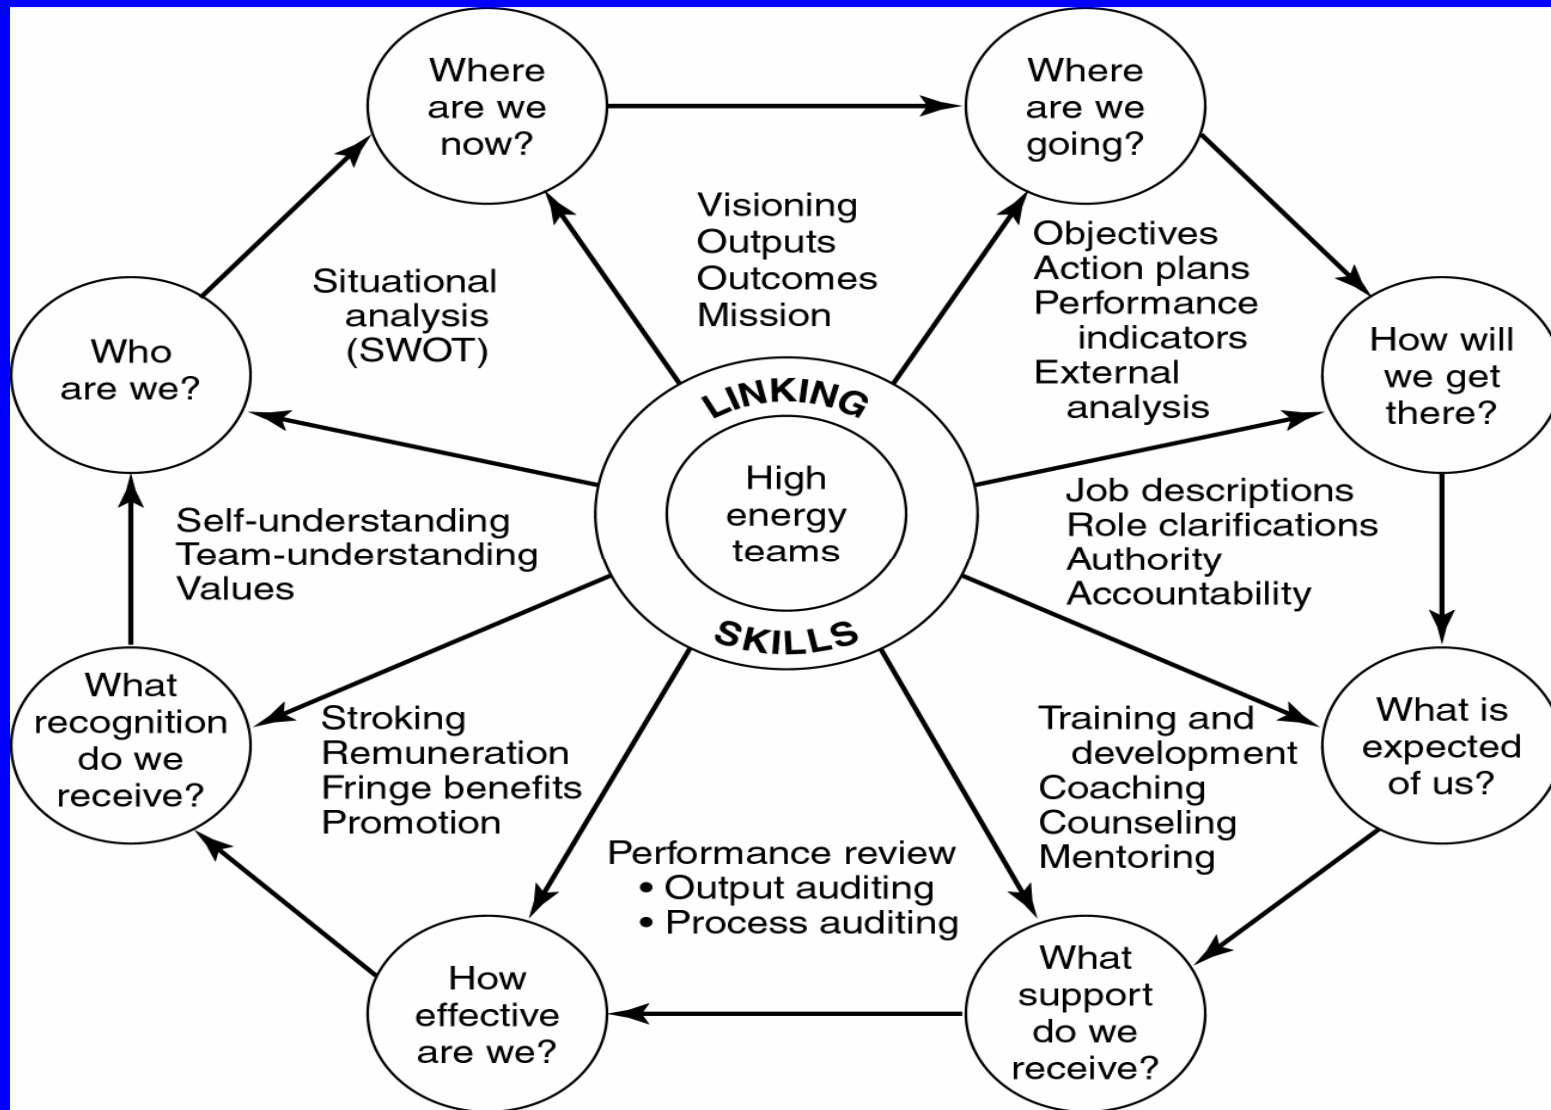 Where
are we
now?
Where
are we
going?
Visioning
Outputs
Outcomes
Mission
Objectives
Action plans
Performance
indicators
External
analysis
Situational
analysis
(SWOT)
Who
are we?
How will
we get
there?
LINKING
High
energy
teams
SKILLS
Self-understanding
Team-understanding
Values
Job descriptions
Role clarifications
Authority
Accountability
What
recognition
do we
receive?
Stroking
Remuneration
Fringe benefits
Promotion
Training and
development
Coaching
Counseling
Mentoring
What is
expected
of us?
Performance review
• Output auditing
• Process auditing
How
effective
are we?
What
support
do we
receive?